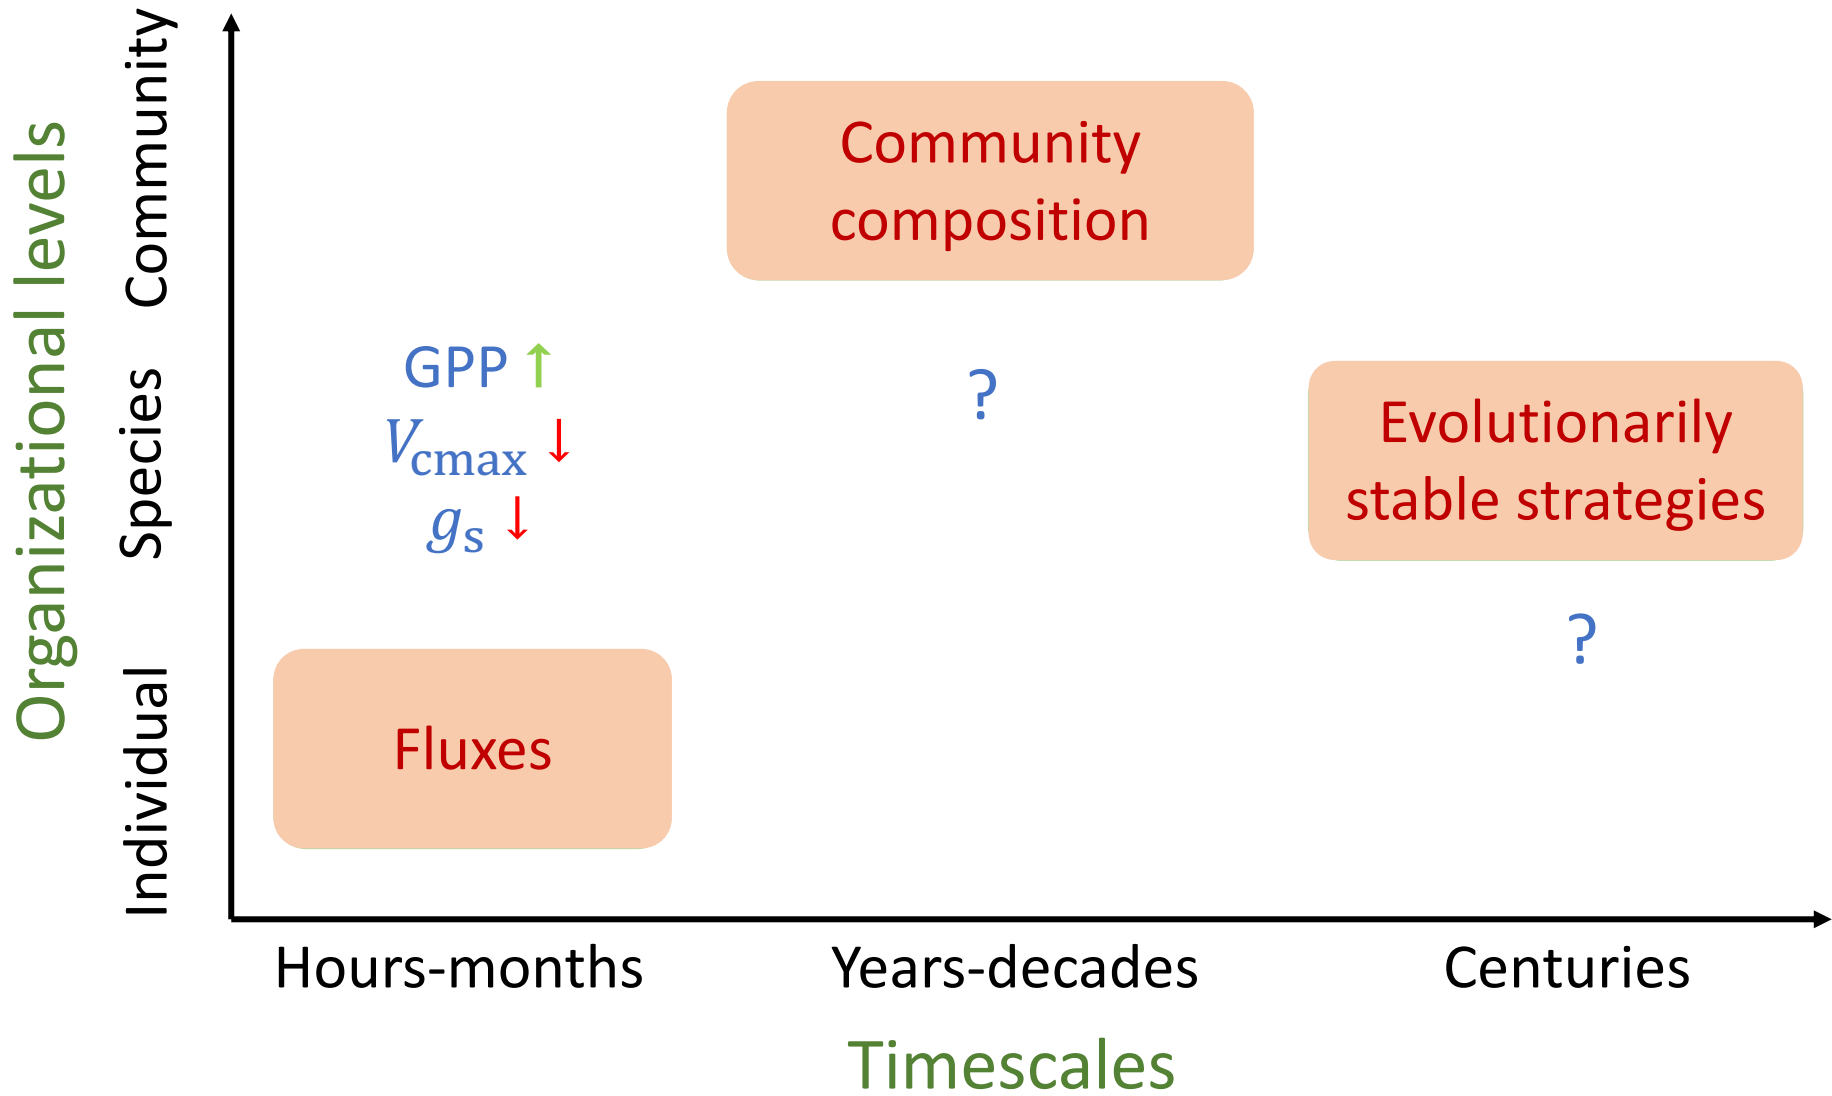 Organizational levels
Community
Species
Individual
Community
composition
GPP ↑
Vcmax ↓
gs ↓
?
Evolutionarily
stable strategies
?
Fluxes
Hours-months
Years-decades
Centuries
Timescales